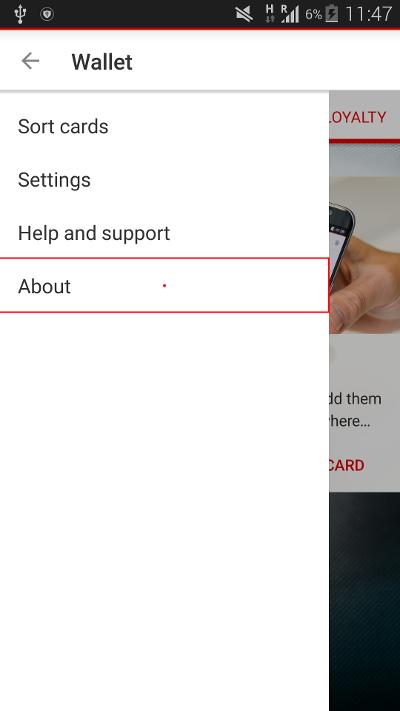 H R 6% 11:47
Wallet
LOYALTY
Sort cards
Settings
Help and support
About
dd them
here...
CARD